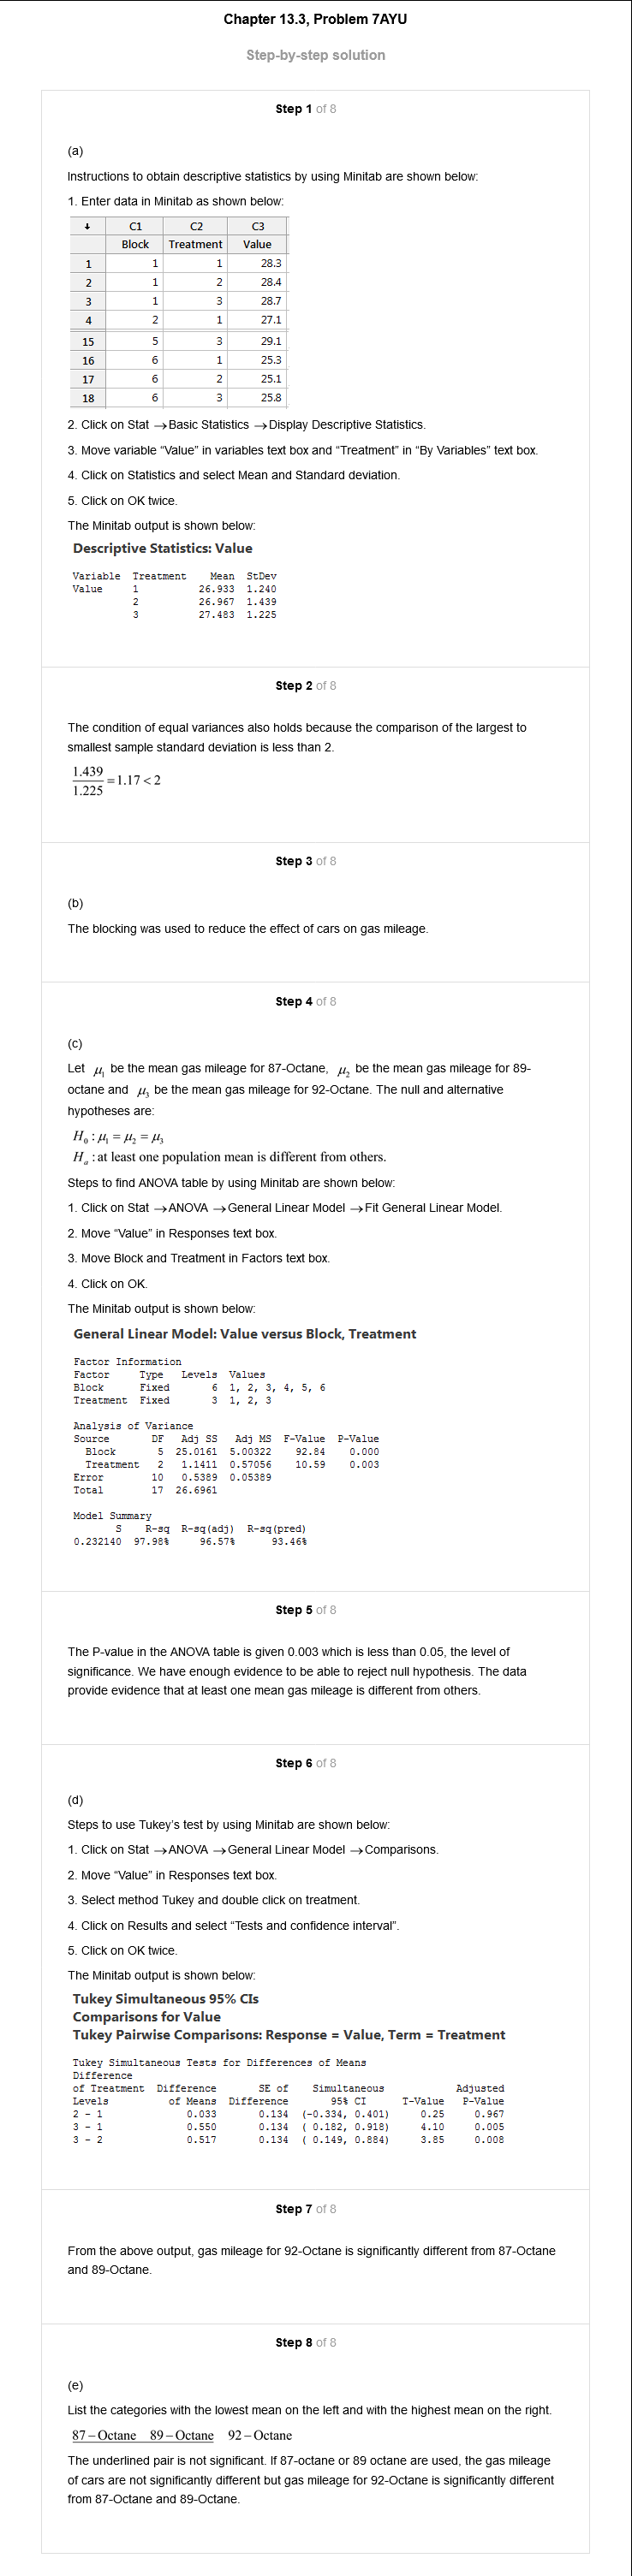 Chapter 13.3, Problem 7AYU
Step-by-step solution
Step 1 of 8
(a)
Instructions to obtain descriptive statistics by using Minitab are shown below:
1. Enter data in Minitab as shown below:
↓ C1 C2 C3
Block Treatment Value
1 1 1 28.3
2 1 2 28.4
3 1 3 28.7
4 2 1 27.1
15 5 3 29.1
16 6 1 25.3
17 6 2 25.1
18 6 3 25.8
2. Click on Stat →Basic Statistics →Display Descriptive Statistics.
3. Move variable “Value” in variables text box and “Treatment” in “By Variables” text box.
4. Click on Statistics and select Mean and Standard deviation.
5. Click on OK twice.
The Minitab output is shown below:
Descriptive Statistics: Value
Variable Treatment Mean StDev
Value 1 26.933 1.240
2 26.967 1.439
3 27.483 1.225
Step 2 of 8
The condition of equal variances also holds because the comparison of the largest to
smallest sample standard deviation is less than 2.
1.439/1.225 = 1.17 < 2
Step 3 of 8
(b)
The blocking was used to reduce the effect of cars on gas mileage.
Step 4 of 8
(c)
Let μ₁ be the mean gas mileage for 87-Octane, μ₂ be the mean gas mileage for 89-
octane and μ₃ be the mean gas mileage for 92-Octane. The null and alternative
hypotheses are:
H₀ : μ₁ = μ₂ = μ₃
Hₐ : at least one population mean is different from others.
Steps to find ANOVA table by using Minitab are shown below:
1. Click on Stat →ANOVA →General Linear Model →Fit General Linear Model.
2. Move “Value” in Responses text box.
3. Move Block and Treatment in Factors text box.
4. Click on OK.
The Minitab output is shown below:
General Linear Model: Value versus Block, Treatment
Factor Information
Factor Type Levels Values
Block Fixed 6 1, 2, 3, 4, 5, 6
Treatment Fixed 3 1, 2, 3
Analysis of Variance
Source DF Adj SS Adj MS F-Value P-Value
Block 5 25.0161 5.00322 92.84 0.000
Treatment 2 1.1411 0.57056 10.59 0.003
Error 10 0.5389 0.05389
Total 17 26.6961
Model Summary
S R-sq R-sq(adj) R-sq(pred)
0.232140 97.98% 96.57% 93.46%
Step 5 of 8
The P-value in the ANOVA table is given 0.003 which is less than 0.05, the level of
significance. We have enough evidence to be able to reject null hypothesis. The data
provide evidence that at least one mean gas mileage is different from others.
Step 6 of 8
(d)
Steps to use Tukey’s test by using Minitab are shown below:
1. Click on Stat →ANOVA →General Linear Model →Comparisons.
2. Move “Value” in Responses text box.
3. Select method Tukey and double click on treatment.
4. Click on Results and select “Tests and confidence interval”.
5. Click on OK twice.
The Minitab output is shown below:
Tukey Simultaneous 95% CIs
Comparisons for Value
Tukey Pairwise Comparisons: Response = Value, Term = Treatment
Tukey Simultaneous Tests for Differences of Means
Difference
of Treatment Difference SE of Simultaneous Adjusted
Levels of Means Difference 95% CI T-Value P-Value
2 - 1 0.033 0.134 (-0.334, 0.401) 0.25 0.967
3 - 1 0.550 0.134 ( 0.182, 0.918) 4.10 0.005
3 - 2 0.517 0.134 ( 0.149, 0.884) 3.85 0.008
Step 7 of 8
From the above output, gas mileage for 92-Octane is significantly different from 87-Octane
and 89-Octane.
Step 8 of 8
(e)
List the categories with the lowest mean on the left and with the highest mean on the right.
87 – Octane 89 – Octane 92 – Octane
The underlined pair is not significant. If 87-octane or 89 octane are used, the gas mileage
of cars are not significantly different but gas mileage for 92-Octane is significantly different
from 87-Octane and 89-Octane.